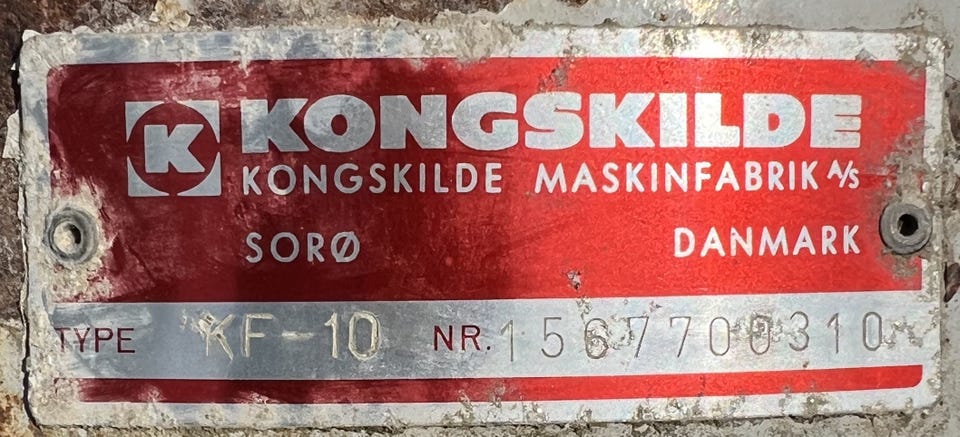 K KONGSKILDE
KONGSKILDE MASKINFABRIK A/S
SORØ DANMARK
TYPE KF-10 NR. 1567700310